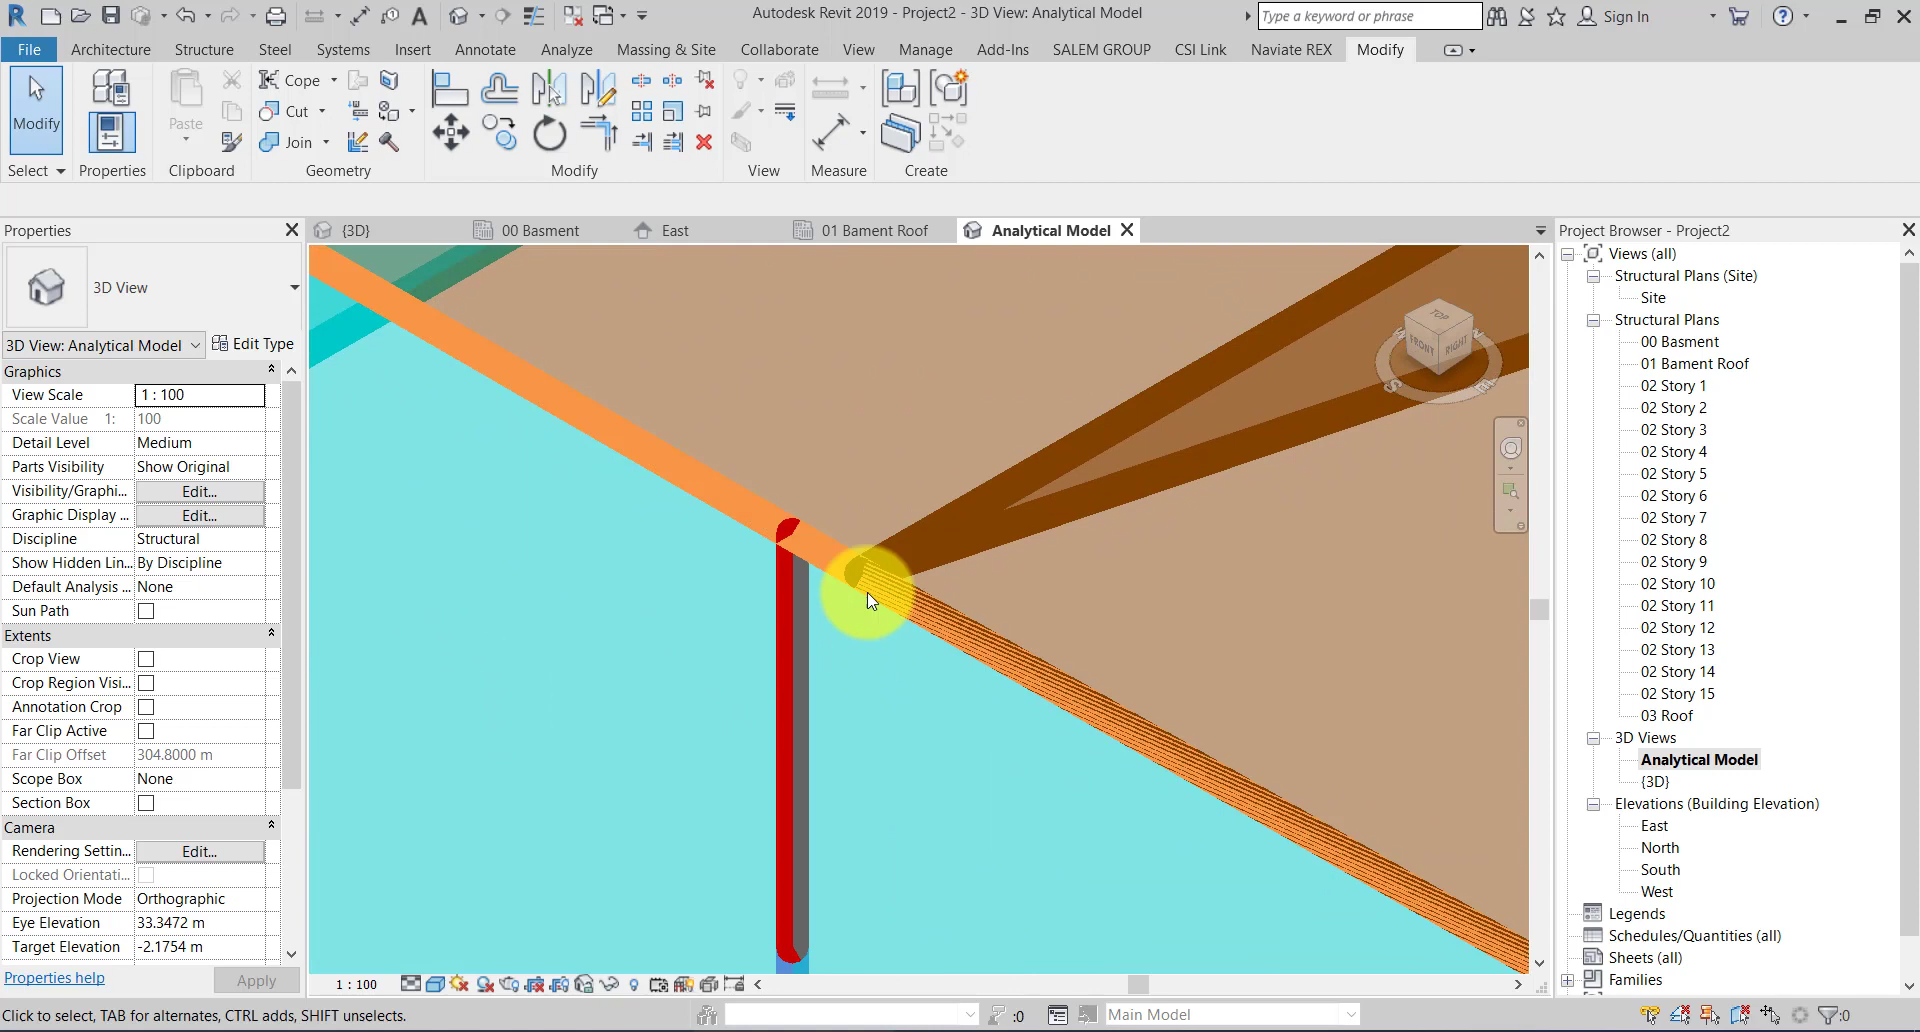 Autodesk Revit 2019 - Project2 - 3D View: Analytical Model
Type a keyword or phrase
Sign In
File
Architecture
Structure
Steel
Systems
Insert
Annotate
Analyze
Massing & Site
Collaborate
View
Manage
Add-Ins
SALEM GROUP
CSI Link
Naviate REX
Modify
Modify
Paste
Cope
Cut
Join
Select
Properties
Clipboard
Geometry
Modify
View
Measure
Create
Properties
3D View
3D View: Analytical Model
Edit Type
Graphics
View Scale 1 : 100
Scale Value 1: 100
Detail Level Medium
Parts Visibility Show Original
Visibility/Graphi... Edit...
Graphic Display ... Edit...
Discipline Structural
Show Hidden Lin... By Discipline
Default Analysis ... None
Sun Path
Extents
Crop View
Crop Region Visi...
Annotation Crop
Far Clip Active
Far Clip Offset 304.8000 m
Scope Box None
Section Box
Camera
Rendering Settin... Edit...
Locked Orientati...
Projection Mode Orthographic
Eye Elevation 33.3472 m
Target Elevation -2.1754 m
Properties help
Apply
{3D}
00 Basment
East
01 Bament Roof
Analytical Model
TOP
FRONT
RIGHT
S
E
1 : 100
Project Browser - Project2
Views (all)
Structural Plans (Site)
Site
Structural Plans
00 Basment
01 Bament Roof
02 Story 1
02 Story 2
02 Story 3
02 Story 4
02 Story 5
02 Story 6
02 Story 7
02 Story 8
02 Story 9
02 Story 10
02 Story 11
02 Story 12
02 Story 13
02 Story 14
02 Story 15
03 Roof
3D Views
Analytical Model
{3D}
Elevations (Building Elevation)
East
North
South
West
Legends
Schedules/Quantities (all)
Sheets (all)
Families
Click to select, TAB for alternates, CTRL adds, SHIFT unselects.
:0
Main Model
:0